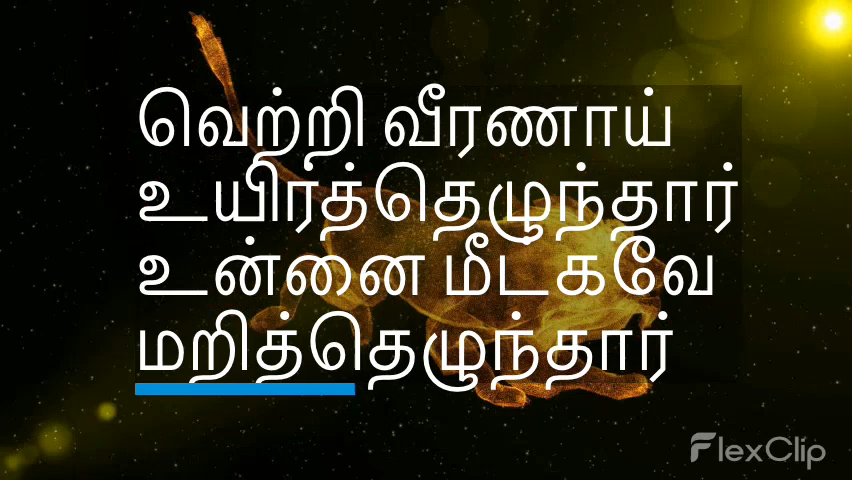 வெற்றி வீரணாய்
உயிரத்தெழுந்தார்
உன்னை மீடகவே
மறித்தெழுந்தார்
FlexClip